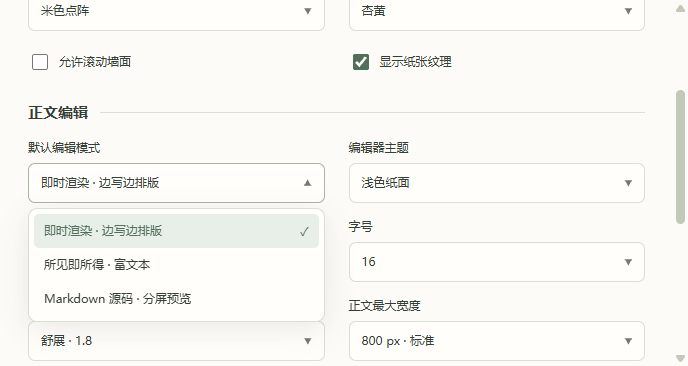 米色点阵
杏黄
允许滚动墙面
显示纸张纹理
正文编辑
默认编辑模式
编辑器主题
即时渲染 · 边写边排版
浅色纸面
即时渲染 · 边写边排版
所见即所得 · 富文本
Markdown 源码 · 分屏预览
字号
16
正文最大宽度
舒展 · 1.8
800 px · 标准